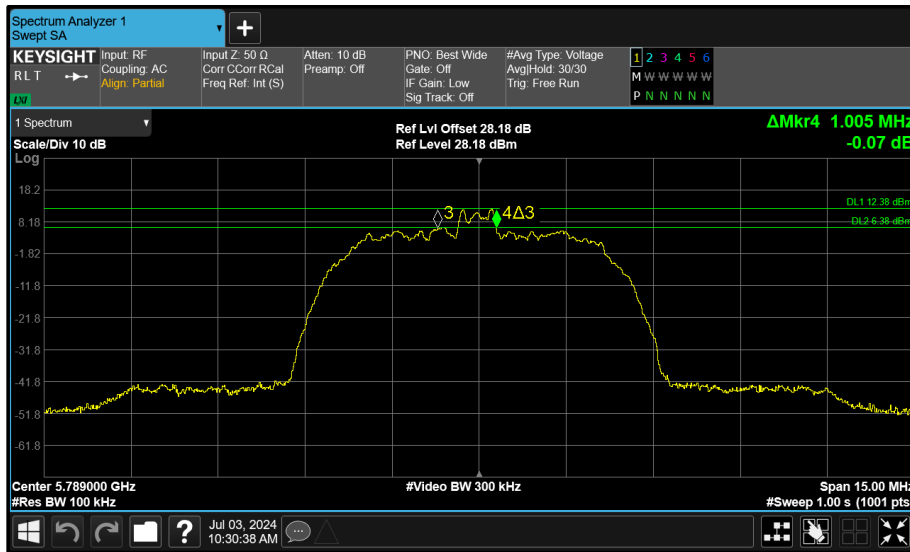 Spectrum Analyzer 1
Swept SA
+
KEYSIGHT
R L T
LXI
Input: RF
Coupling: AC
Align: Partial
Input Z: 50 Ω
Corr CCorr RCal
Freq Ref: Int (S)
Atten: 10 dB
Preamp: Off
PNO: Best Wide
Gate: Off
IF Gain: Low
Sig Track: Off
#Avg Type: Voltage
Avg|Hold: 30/30
Trig: Free Run
1 2 3 4 5 6
M W W W W W
P N N N N N
1 Spectrum
Scale/Div 10 dB
Ref Lvl Offset 28.18 dB
Ref Level 28.18 dBm
ΔMkr4 1.005 MHz
-0.07 dB
Log
18.2
8.18
-1.82
-11.8
-21.8
-31.8
-41.8
-51.8
-61.8
3
4Δ3
DL1 12.38 dBm
DL2 6.38 dBm
Center 5.789000 GHz
#Res BW 100 kHz
#Video BW 300 kHz
Span 15.00 MHz
#Sweep 1.00 s (1001 pts
?
Jul 03, 2024
10:30:38 AM